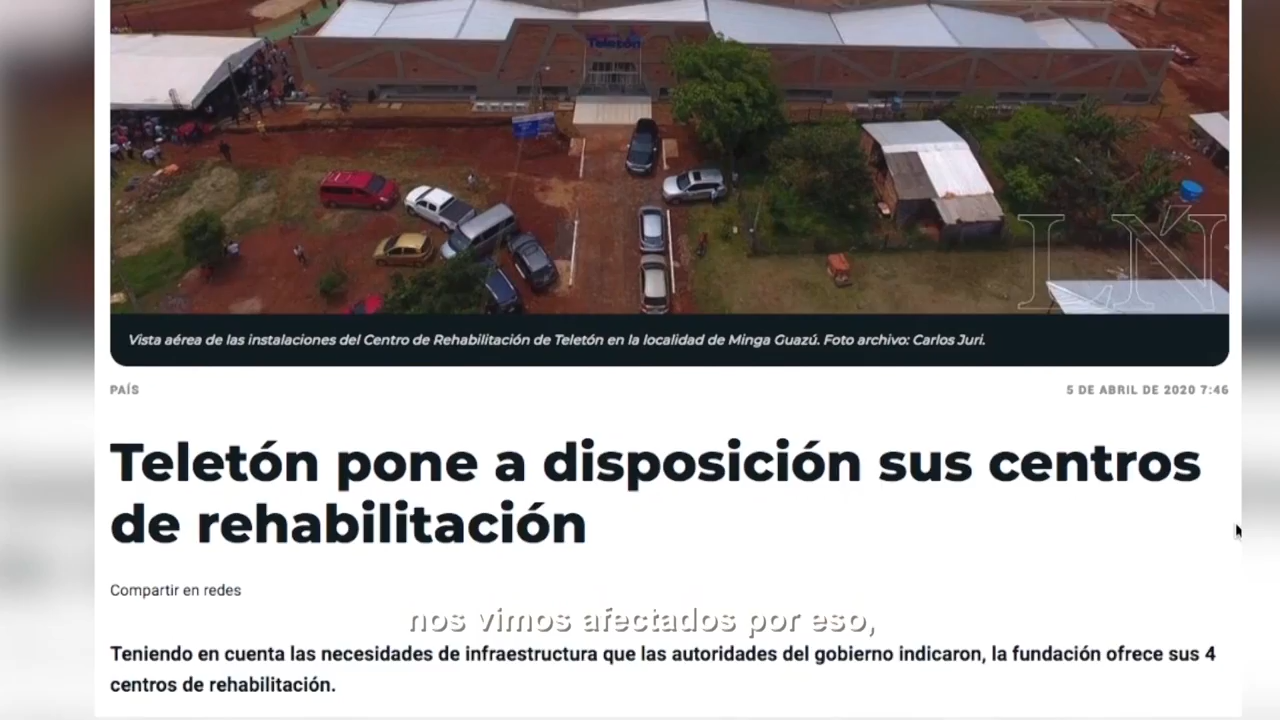 Teletón
LÑ
Vista aérea de las instalaciones del Centro de Rehabilitación de Teletón en la localidad de Minga Guazú. Foto archivo: Carlos Juri.
PAÍS
5 DE ABRIL DE 2020 7:46
Teletón pone a disposición sus centros
de rehabilitación
Compartir en redes
nos vimos afectados por eso,
Teniendo en cuenta las necesidades de infraestructura que las autoridades del gobierno indicaron, la fundación ofrece sus 4
centros de rehabilitación.